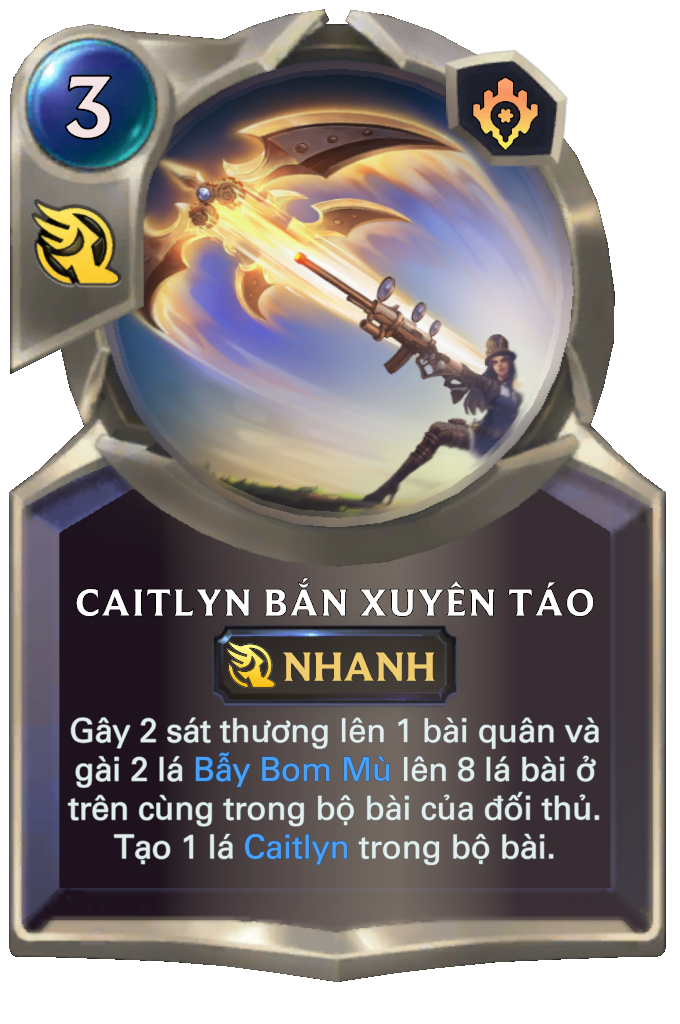 3
CAITLYN BẮN XUYÊN TÁO
NHANH
Gây 2 sát thương lên 1 bài quân và
gài 2 lá Bẫy Bom Mù lên 8 lá bài ở
trên cùng trong bộ bài của đối thủ.
Tạo 1 lá Caitlyn trong bộ bài.